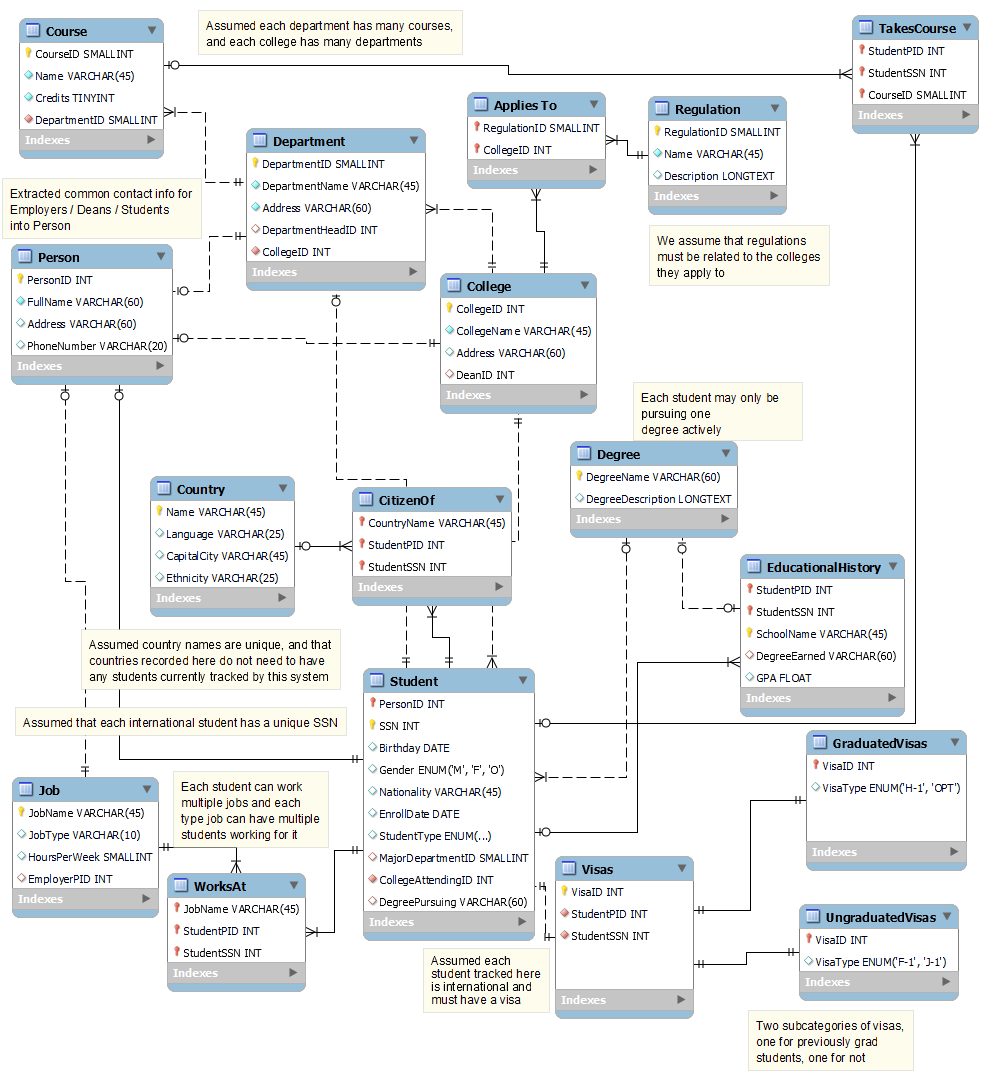 Course
CourseID SMALLINT
Name VARCHAR(45)
Credits TINYINT
DepartmentID SMALLINT
Indexes
Assumed each department has many courses,
and each college has many departments
TakesCourse
StudentPID INT
StudentSSN INT
CourseID SMALLINT
Indexes
Applies To
RegulationID SMALLINT
CollegeID INT
Indexes
Regulation
RegulationID SMALLINT
Name VARCHAR(45)
Description LONGTEXT
Indexes
Department
DepartmentID SMALLINT
DepartmentName VARCHAR(45)
Address VARCHAR(60)
DepartmentHeadID INT
CollegeID INT
Indexes
Extracted common contact info for
Employers / Deans / Students
into Person
We assume that regulations
must be related to the colleges
they apply to
Person
PersonID INT
FullName VARCHAR(60)
Address VARCHAR(60)
PhoneNumber VARCHAR(20)
Indexes
College
CollegeID INT
CollegeName VARCHAR(45)
Address VARCHAR(60)
DeanID INT
Indexes
Each student may only be
pursuing one
degree actively
Degree
DegreeName VARCHAR(60)
DegreeDescription LONGTEXT
Indexes
Country
Name VARCHAR(45)
Language VARCHAR(25)
CapitalCity VARCHAR(45)
Ethnicity VARCHAR(25)
Indexes
CitizenOf
CountryName VARCHAR(45)
StudentPID INT
StudentSSN INT
Indexes
EducationalHistory
StudentPID INT
StudentSSN INT
SchoolName VARCHAR(45)
DegreeEarned VARCHAR(60)
GPA FLOAT
Indexes
Assumed country names are unique, and that
countries recorded here do not need to have
any students currently tracked by this system
Assumed that each international student has a unique SSN
Student
PersonID INT
SSN INT
Birthday DATE
Gender ENUM('M', 'F', 'O')
Nationality VARCHAR(45)
EnrollDate DATE
StudentType ENUM(...)
MajorDepartmentID SMALLINT
CollegeAttendingID INT
DegreePursuing VARCHAR(60)
Indexes
GraduatedVisas
VisaID INT
VisaType ENUM('H-1', 'OPT')
Indexes
Job
JobName VARCHAR(45)
JobType VARCHAR(10)
HoursPerWeek SMALLINT
EmployerPID INT
Indexes
Each student can work
multiple jobs and each
type job can have multiple
students working for it
WorksAt
JobName VARCHAR(45)
StudentPID INT
StudentSSN INT
Indexes
Visas
VisaID INT
StudentPID INT
StudentSSN INT
Indexes
UngraduatedVisas
VisaID INT
VisaType ENUM('F-1', 'J-1')
Indexes
Assumed each
student tracked here
is international and
must have a visa
Two subcategories of visas,
one for previously grad
students, one for not